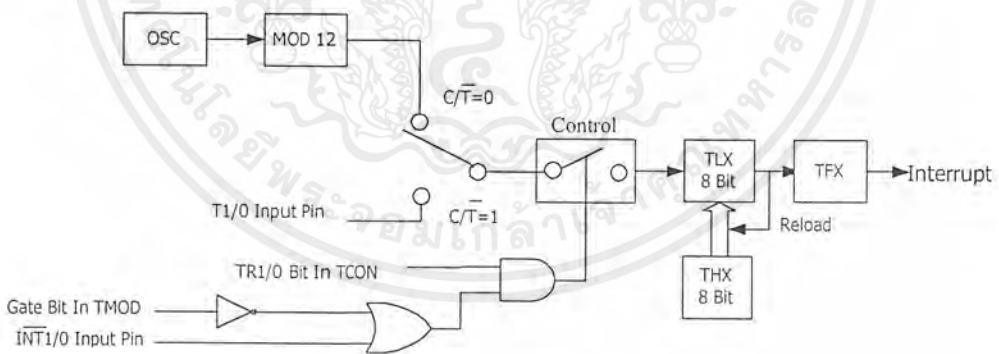 OSC
MOD 12
C/T̅=0
Control
TLX
8 Bit
TFX
Interrupt
T1/0 Input Pin
C/T̅=1
Reload
TR1/0 Bit In TCON
THX
8 Bit
Gate Bit In TMOD
I̅N̅T̅1/0 Input Pin